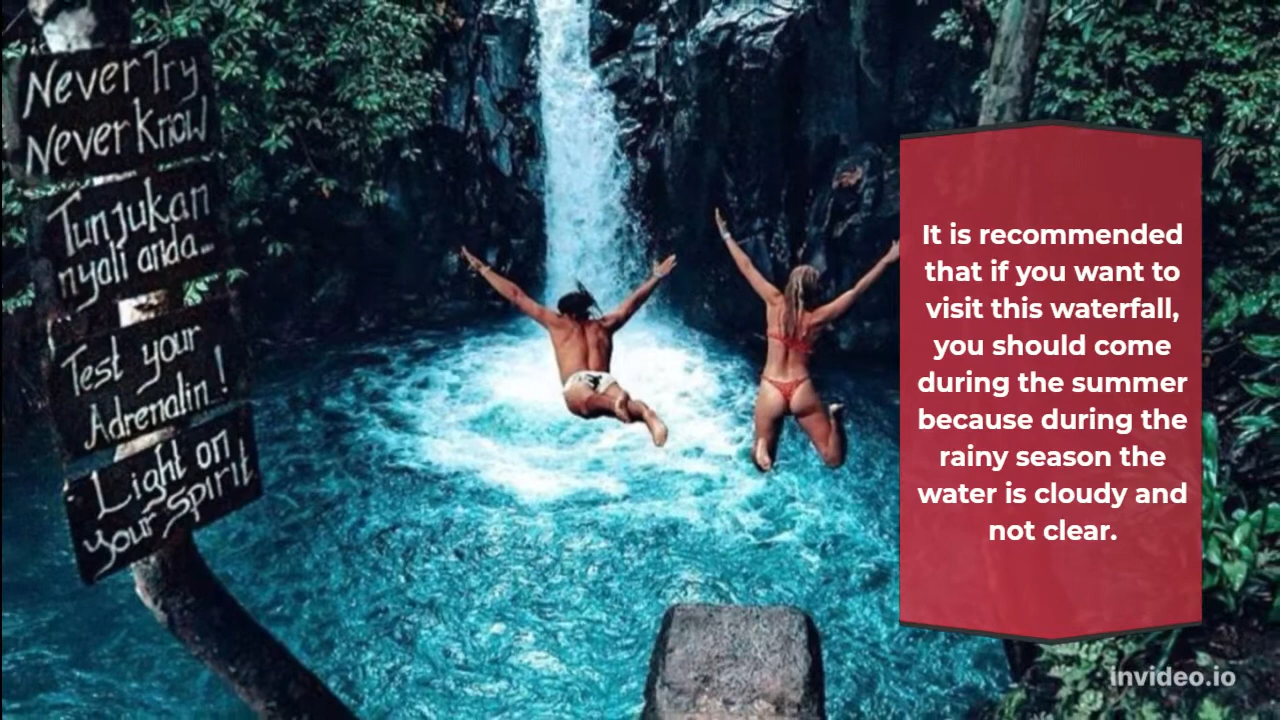 Never Try
Never Know
Tunjukan
nyali anda...
Test your
Adrenalin!
Light on
your Spirit
It is recommended
that if you want to
visit this waterfall,
you should come
during the summer
because during the
rainy season the
water is cloudy and
not clear.
invideo.io